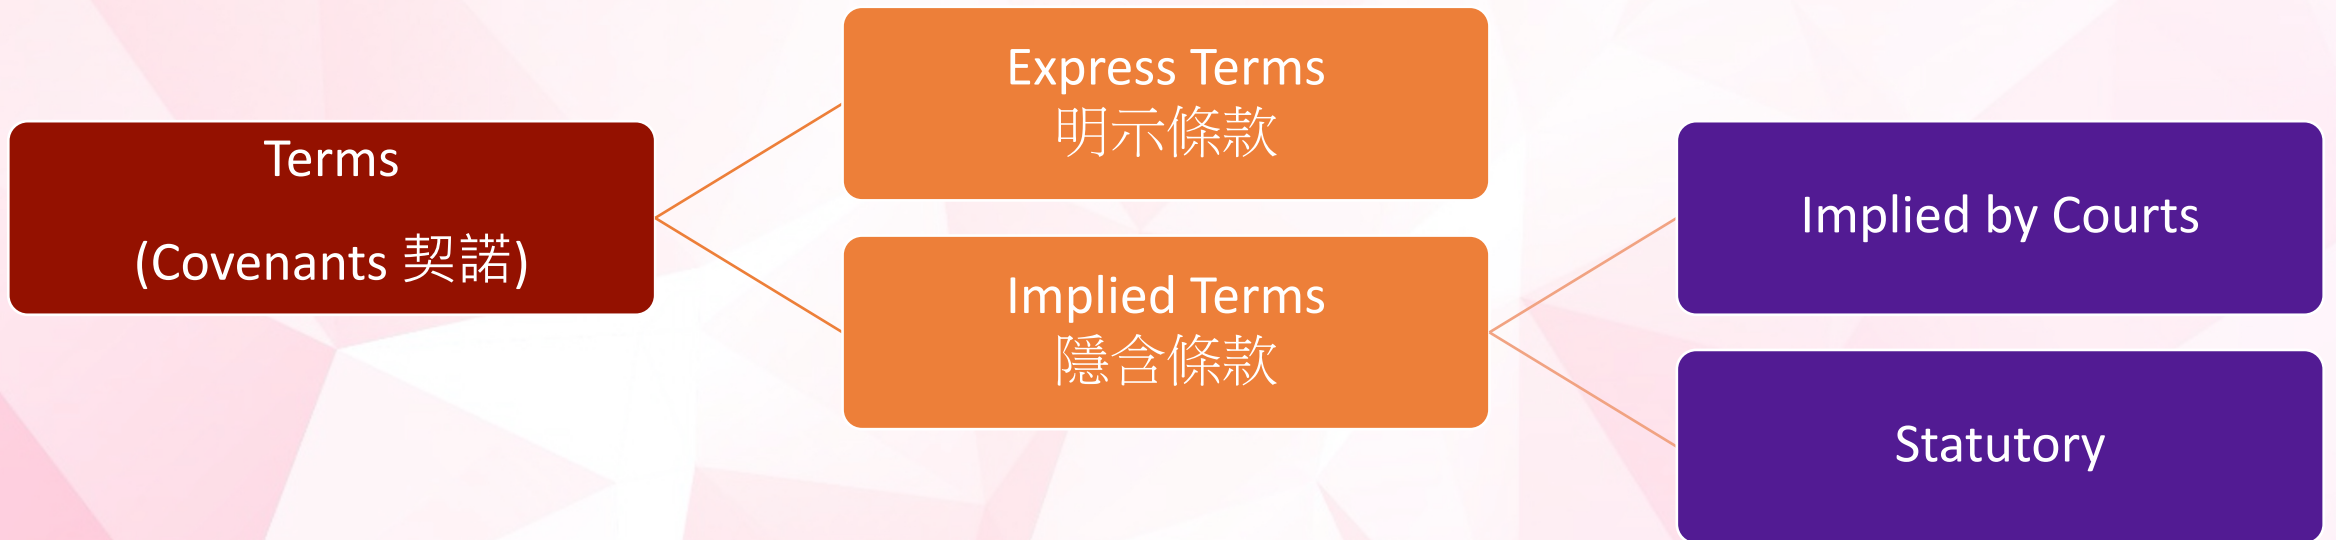 Terms
(Covenants 契諾)
Express Terms
明示條款
Implied Terms
隱含條款
Implied by Courts
Statutory